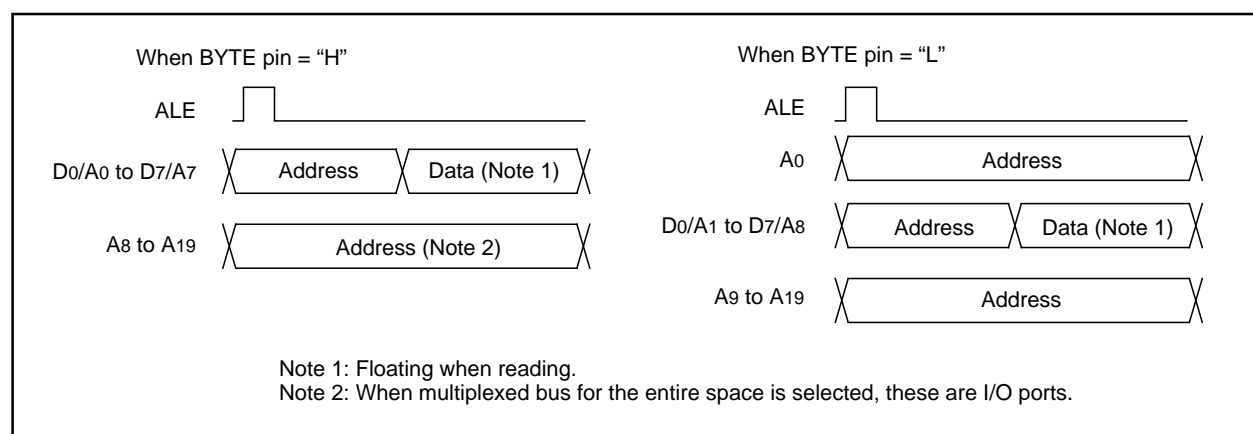 When BYTE pin = “H”
ALE
D0/A0 to D7/A7
Address
Data (Note 1)
A8 to A19
Address (Note 2)
When BYTE pin = “L”
ALE
A0
Address
D0/A1 to D7/A8
Address
Data (Note 1)
A9 to A19
Address
Note 1: Floating when reading.
Note 2: When multiplexed bus for the entire space is selected, these are I/O ports.